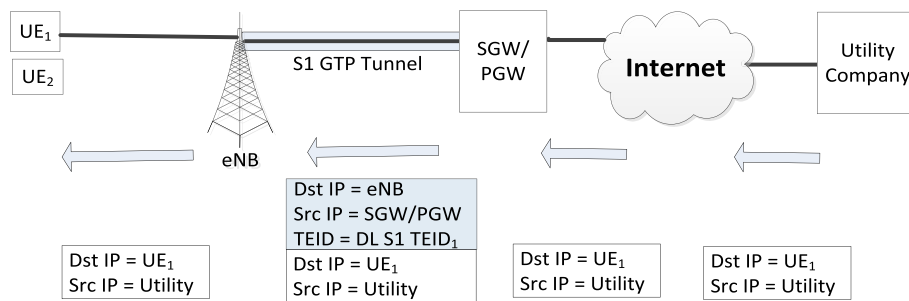 UE₁
UE₂
S1 GTP Tunnel
SGW/
PGW
Internet
Utility
Company
eNB
Dst IP = eNB
Src IP = SGW/PGW
TEID = DL S1 TEID₁
Dst IP = UE₁
Src IP = Utility
Dst IP = UE₁
Src IP = Utility
Dst IP = UE₁
Src IP = Utility
Dst IP = UE₁
Src IP = Utility